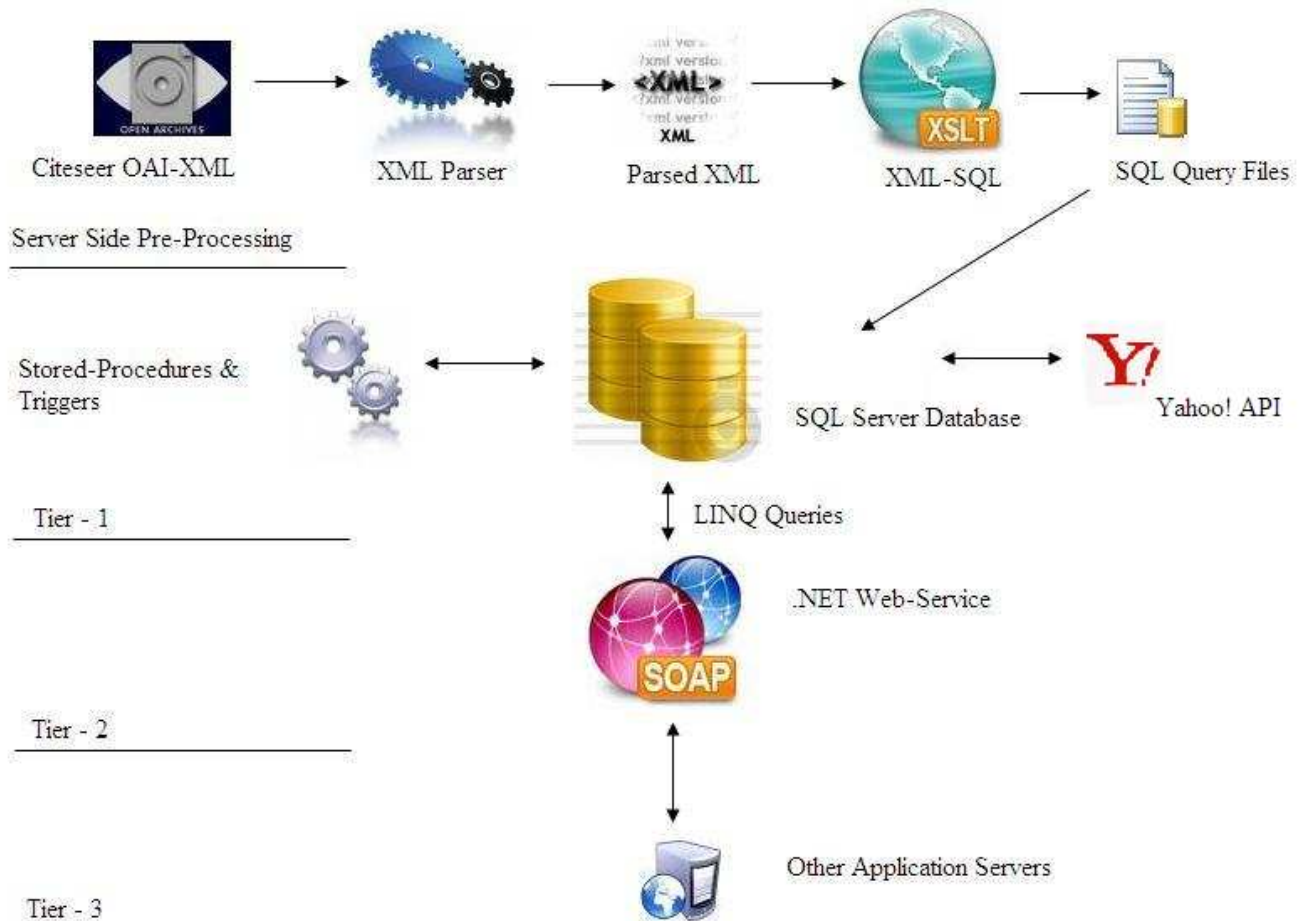 OPEN ARCHIVES
<XML>
XML
XSLT
Citeseer OAI-XML
XML Parser
Parsed XML
XML-SQL
SQL Query Files
Server Side Pre-Processing
Stored-Procedures &
Triggers
SQL Server Database
Y!
Yahoo! API
Tier - 1
LINQ Queries
.NET Web-Service
SOAP
Tier - 2
Other Application Servers
Tier - 3